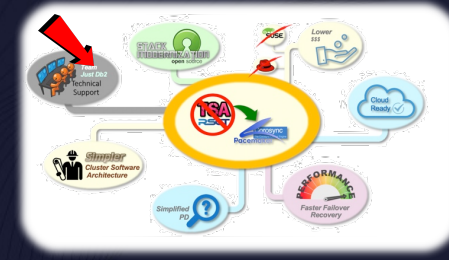 Team
Just Db2
Technical
Support
STACK
MODERNIZATION
open source
SUSE
Lower
$$$
Cloud
Ready
TSA
RSCT
Corosync
Pacemaker
Simpler
Cluster Software
Architecture
Simplified
PD
PERFORMANCE
Faster Failover
Recovery